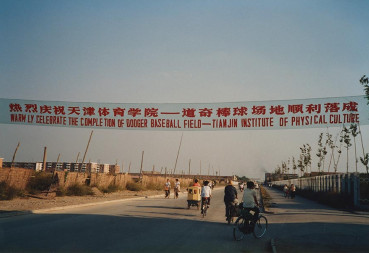 热烈庆祝天津体育学院——道奇棒球场地顺利落成
WARMLY CELEBRATE THE COMPLETION OF DODGER BASEBALL FIELD—TIANJIN INSTITUTE OF PHYSICAL CULTURE